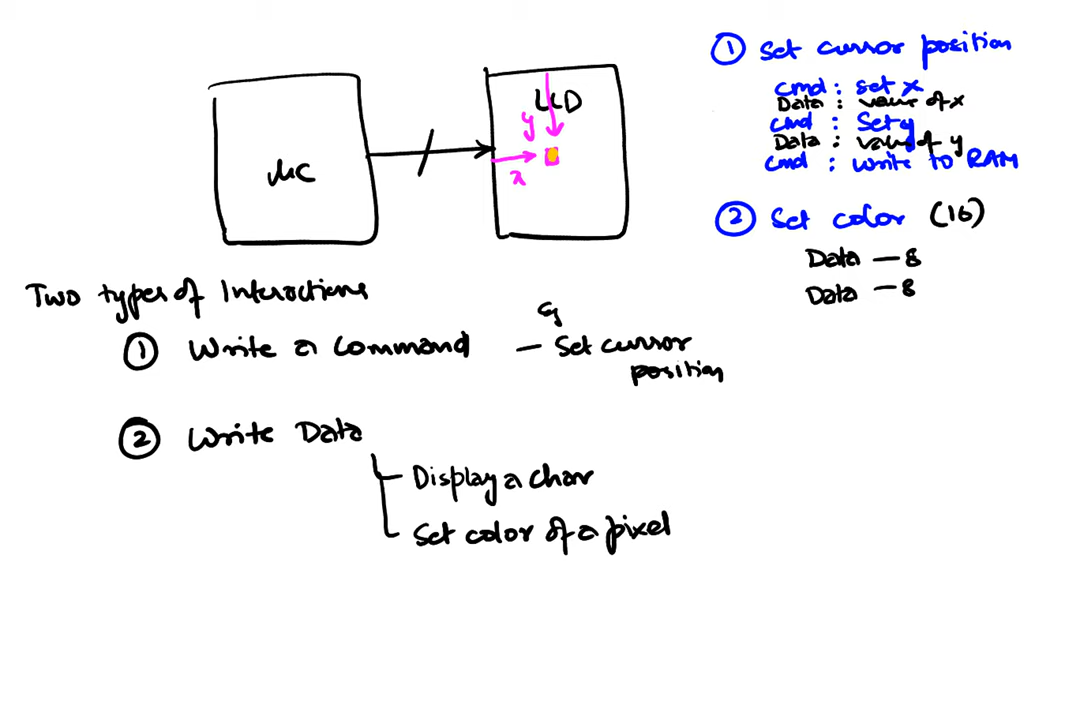 μC
LCD
y
x
① Set cursor position
cmd : set x
Data : value of x
cmd : Set y
Data : value of y
cmd : write to RAM
② Set color (16)
Data — 8
Data — 8
Two types of Interactions
① Write a Command — Set cursor position
eg
② Write Data
Display a char
Set color of a pixel